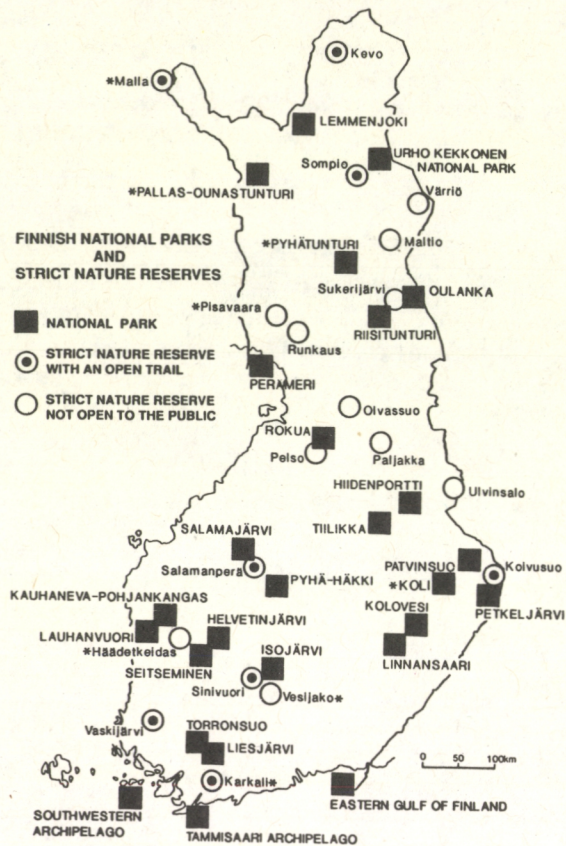 Kevo
*Malla
LEMMENJOKI
URHO KEKKONEN
NATIONAL PARK
Sompio
*PALLAS-OUNASTUNTURI
Värriö
FINNISH NATIONAL PARKS
AND
STRICT NATURE RESERVES
*PYHÄTUNTURI
Maltio
Sukerijärvi
OULANKA
*Pisavaara
NATIONAL PARK
RIISITUNTURI
Runkaus
STRICT NATURE RESERVE
WITH AN OPEN TRAIL
PERÄMERI
STRICT NATURE RESERVE
NOT OPEN TO THE PUBLIC
Olvassuo
ROKUA
Pelso
Paljakka
HIIDENPORTTI
Ulvinsalo
TIILIKKA
SALAMAJÄRVI
Salamanperä
PATVINSUO
Koivusuo
*KOLI
PYHÄ-HÄKKI
KAUHANEVA-POHJANKANGAS
KOLOVESI
PETKELJÄRVI
LAUHANVUORI
HELVETINJÄRVI
*Häädetkeidas
ISOJÄRVI
LINNANSAARI
SEITSEMINEN
Sinivuori
Vesijako*
Vaskijärvi
TORRONSUO
LIESJÄRVI
0 50 100km
Karkali*
EASTERN GULF OF FINLAND
SOUTHWESTERN
ARCHIPELAGO
TAMMISAARI ARCHIPELAGO